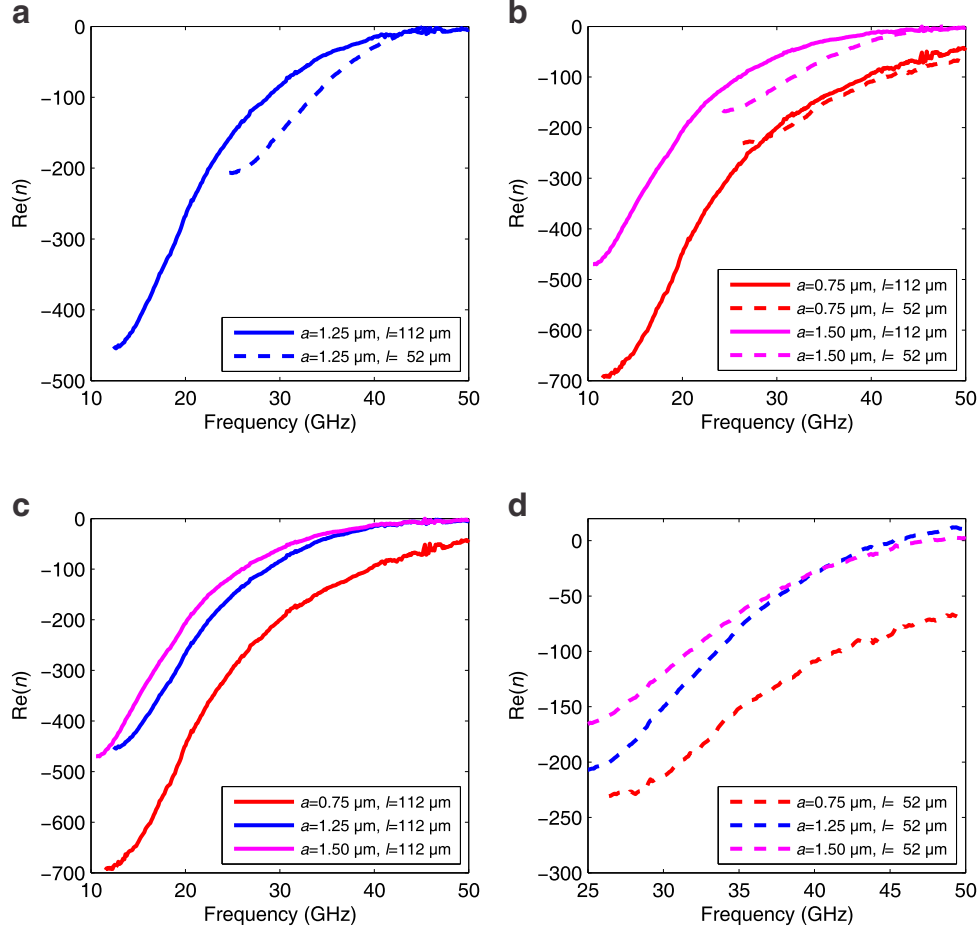 a
0
−100
−200
−300
−400
−500
Re(n)
10 20 30 40 50
Frequency (GHz)
a=1.25 µm, l=112 µm
a=1.25 µm, l= 52 µm
b
0
−100
−200
−300
−400
−500
−600
−700
Re(n)
10 20 30 40 50
Frequency (GHz)
a=0.75 µm, l=112 µm
a=0.75 µm, l= 52 µm
a=1.50 µm, l=112 µm
a=1.50 µm, l= 52 µm
c
0
−100
−200
−300
−400
−500
−600
−700
Re(n)
10 20 30 40 50
Frequency (GHz)
a=0.75 µm, l=112 µm
a=1.25 µm, l=112 µm
a=1.50 µm, l=112 µm
d
0
−50
−100
−150
−200
−250
−300
Re(n)
25 30 35 40 45 50
Frequency (GHz)
a=0.75 µm, l= 52 µm
a=1.25 µm, l= 52 µm
a=1.50 µm, l= 52 µm